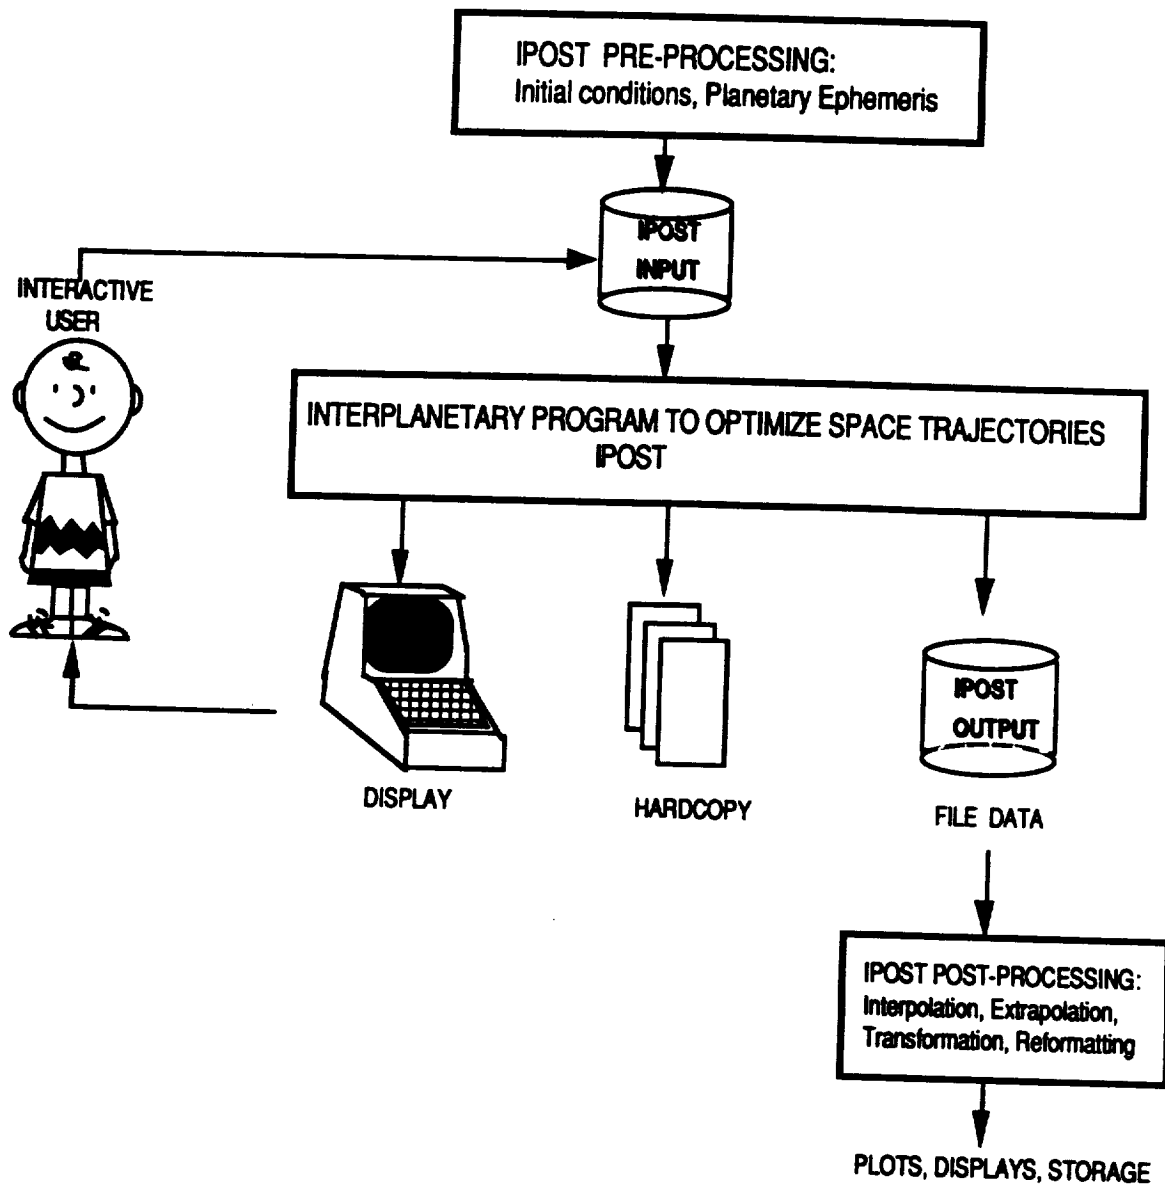 IPOST PRE-PROCESSING:
Initial conditions, Planetary Ephemeris
IPOST
INPUT
INTERACTIVE
USER
INTERPLANETARY PROGRAM TO OPTIMIZE SPACE TRAJECTORIES
IPOST
IPOST
OUTPUT
DISPLAY
HARDCOPY
FILE DATA
IPOST POST-PROCESSING:
Interpolation, Extrapolation,
Transformation, Reformatting
PLOTS, DISPLAYS, STORAGE